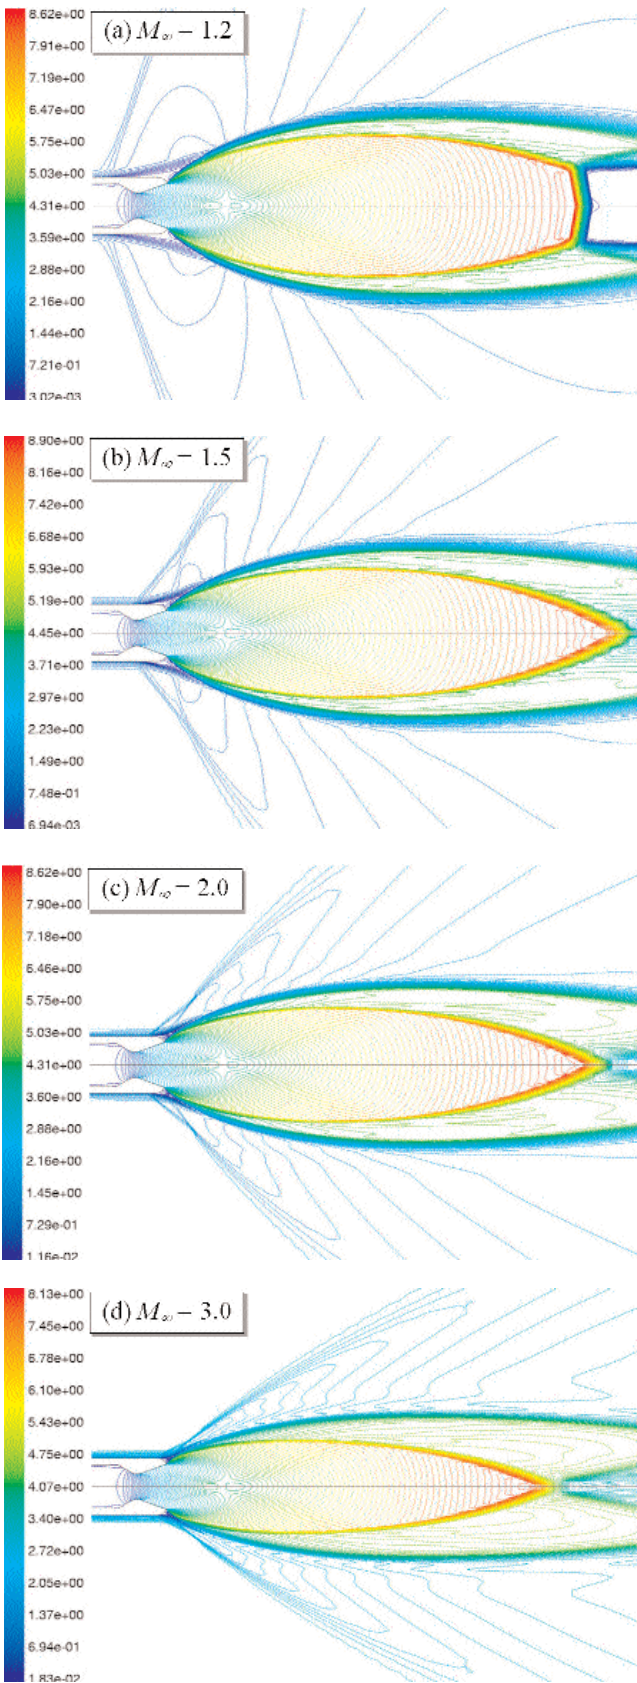 8.62e+00
(a) M∞ – 1.2
7.91e+00
7.19e+00
6.47e+00
5.75e+00
5.03e+00
4.31e+00
3.59e+00
2.88e+00
2.16e+00
1.44e+00
7.21e-01
3.02e-03
8.90e+00
(b) M∞ = 1.5
8.16e+00
7.42e+00
6.68e+00
5.93e+00
5.19e+00
4.45e+00
3.71e+00
2.97e+00
2.23e+00
1.49e+00
7.48e-01
6.94e-03
8.62e+00
(c) M∞ = 2.0
7.90e+00
7.18e+00
6.46e+00
5.75e+00
5.03e+00
4.31e+00
3.60e+00
2.88e+00
2.16e+00
1.45e+00
7.29e-01
1.16e-02
8.13e+00
(d) M∞ – 3.0
7.45e+00
6.78e+00
6.10e+00
5.43e+00
4.75e+00
4.07e+00
3.40e+00
2.72e+00
2.05e+00
1.37e+00
6.94e-01
1.83e-02